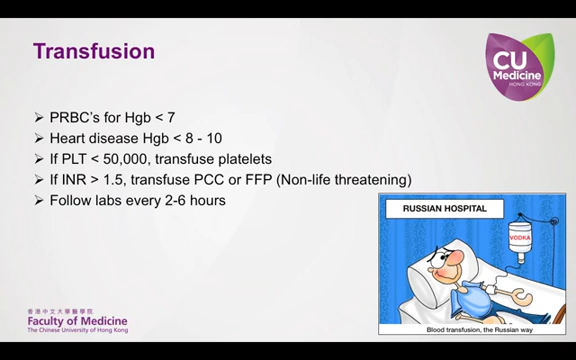 Transfusion
CU
Medicine
HONG KONG
➢ PRBC's for Hgb < 7
➢ Heart disease Hgb < 8 - 10
➢ If PLT < 50,000, transfuse platelets
➢ If INR > 1.5, transfuse PCC or FFP (Non-life threatening)
➢ Follow labs every 2-6 hours
RUSSIAN HOSPITAL
VODKA
Blood transfusion, the Russian way
香港中文大學醫學院
Faculty of Medicine
The Chinese University of Hong Kong